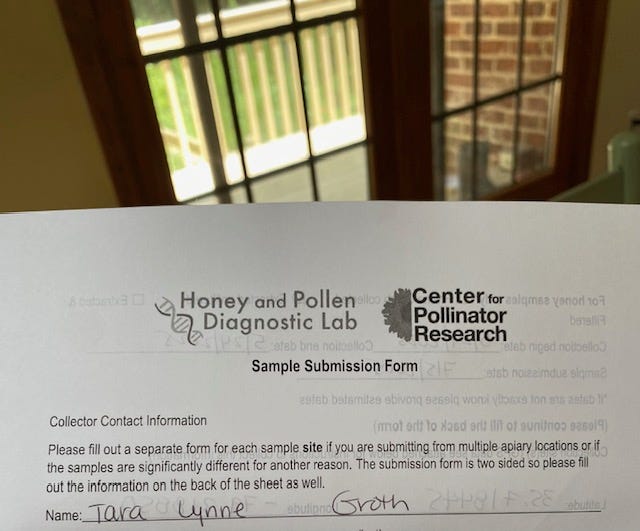 Honey and Pollen
Diagnostic Lab
Center for
Pollinator
Research
Sample Submission Form
Collector Contact Information
Please fill out a separate form for each sample site if you are submitting from multiple apiary locations or if
the samples are significantly different for another reason. The submission form is two sided so please fill
out the information on the back of the sheet as well.
Name: Tara Lynne Groth